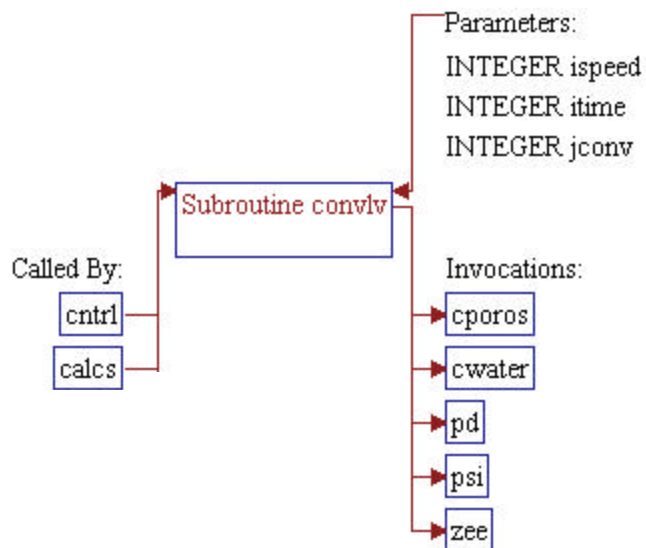 Parameters:
INTEGER ispeed
INTEGER itime
INTEGER jconv
Subroutine convlv
Called By:
cntrl
calcs
Invocations:
cporos
cwater
pd
psi
zee